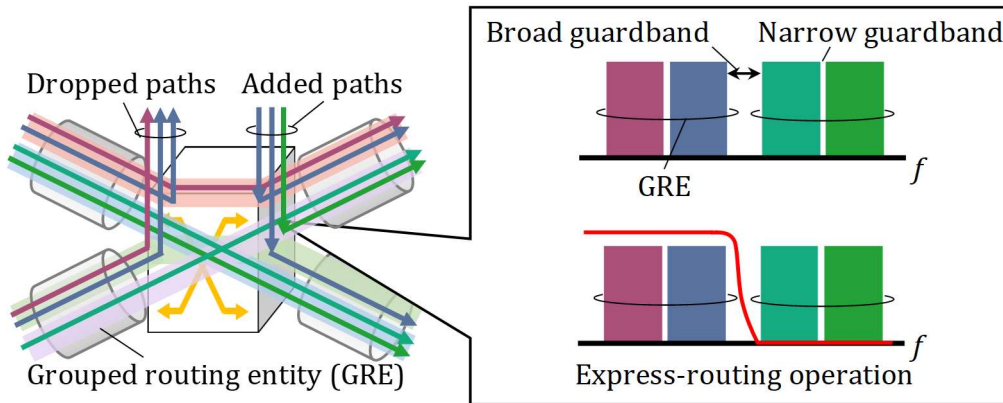 Dropped paths
Added paths
Grouped routing entity (GRE)
Broad guardband
Narrow guardband
GRE
f
f
Express-routing operation